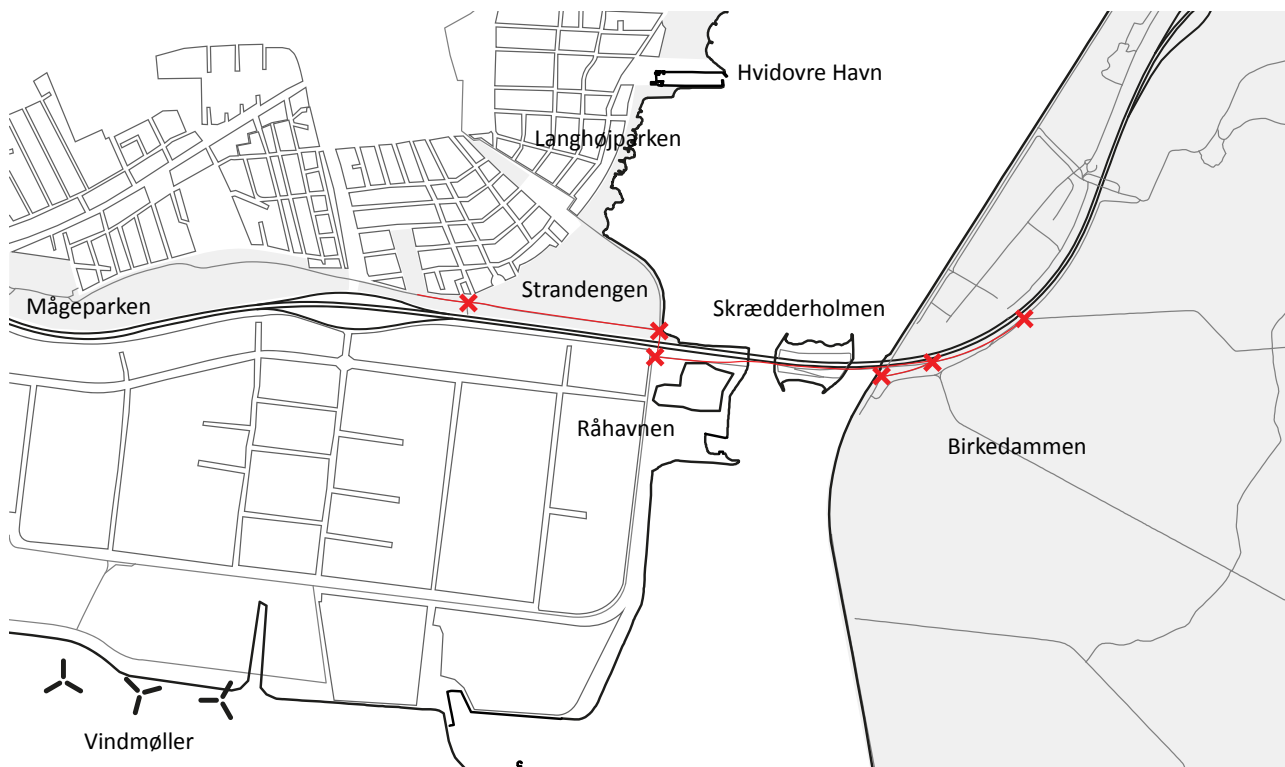 Hvidovre Havn
Langhøjparken
Strandengen
Mågeparken
Skrædderholmen
Råhavnen
Birkedammen
Vindmøller